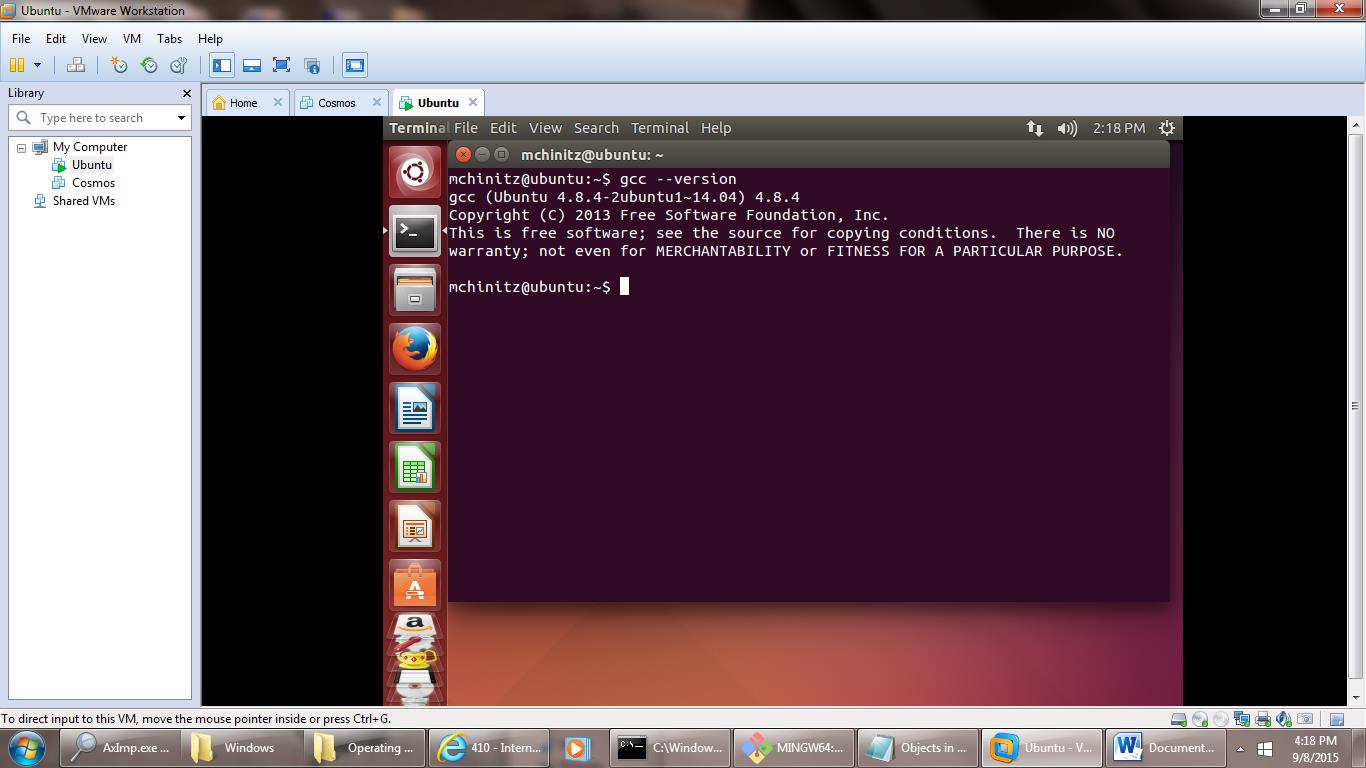 Ubuntu - VMware Workstation
File Edit View VM Tabs Help
Library
Type here to search
My Computer
Ubuntu
Cosmos
Shared VMs
Home
Cosmos
Ubuntu
Terminal File Edit View Search Terminal Help
2:18 PM
mchinitz@ubuntu: ~
mchinitz@ubuntu:~$ gcc --version
gcc (Ubuntu 4.8.4-2ubuntu1~14.04) 4.8.4
Copyright (C) 2013 Free Software Foundation, Inc.
This is free software; see the source for copying conditions.  There is NO
warranty; not even for MERCHANTABILITY or FITNESS FOR A PARTICULAR PURPOSE.
mchinitz@ubuntu:~$
To direct input to this VM, move the mouse pointer inside or press Ctrl+G.
AxImp.exe ...
Windows
Operating ...
410 - Intern...
C:\Window...
MINGW64:...
Objects in ...
Ubuntu - V...
Document...
4:18 PM
9/8/2015